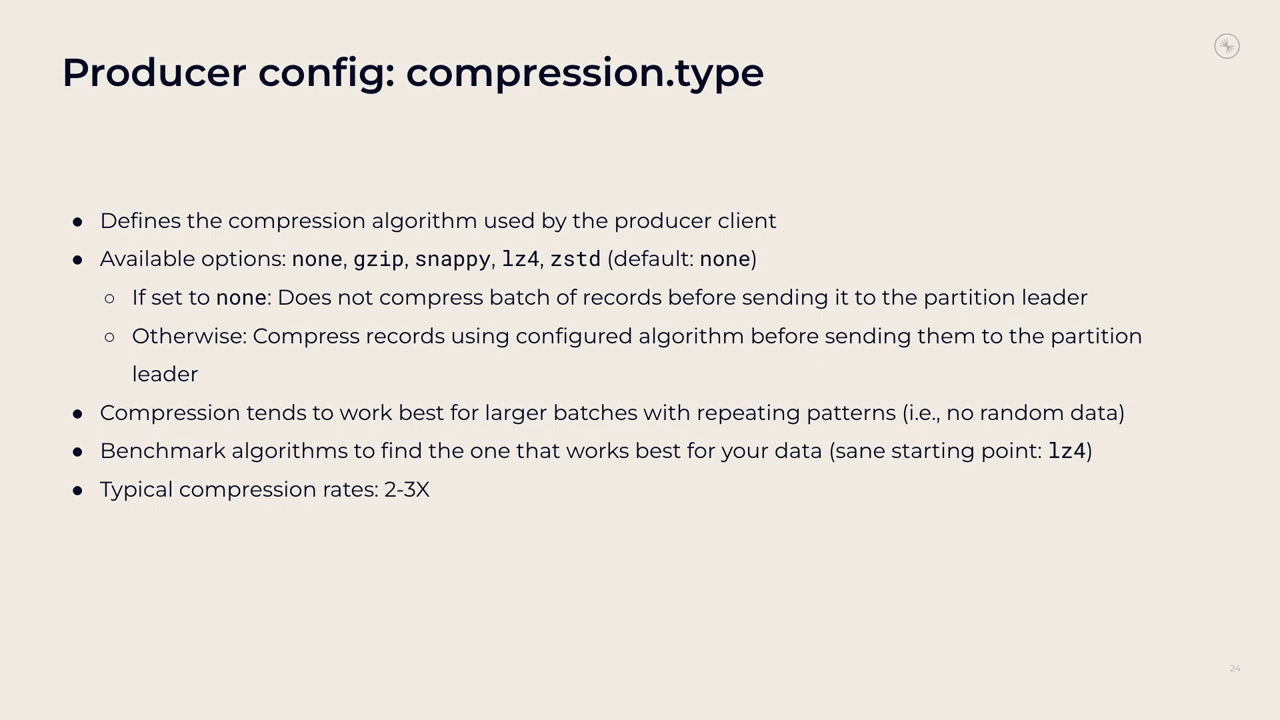 Producer config: compression.type
● Defines the compression algorithm used by the producer client
● Available options: none, gzip, snappy, lz4, zstd (default: none)
○ If set to none: Does not compress batch of records before sending it to the partition leader
○ Otherwise: Compress records using configured algorithm before sending them to the partition
leader
● Compression tends to work best for larger batches with repeating patterns (i.e., no random data)
● Benchmark algorithms to find the one that works best for your data (sane starting point: lz4)
● Typical compression rates: 2-3X
24